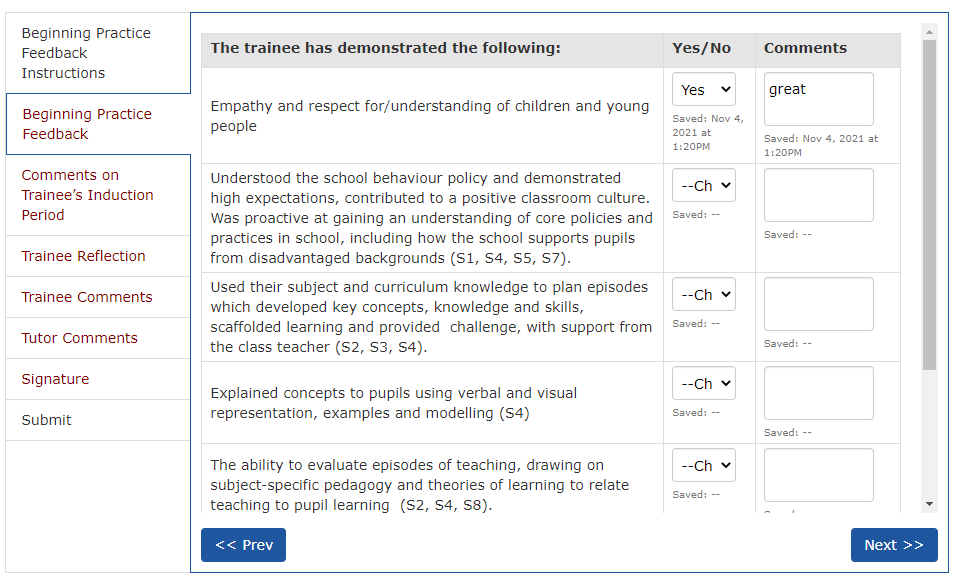 Beginning Practice
Feedback
Instructions
Beginning Practice
Feedback
Comments on
Trainee's Induction
Period
Trainee Reflection
Trainee Comments
Tutor Comments
Signature
Submit
The trainee has demonstrated the following: Yes/No Comments
Empathy and respect for/understanding of children and young
people
Yes
Saved: Nov 4,
2021 at
1:20PM
great
Saved: Nov 4, 2021 at
1:20PM
Understood the school behaviour policy and demonstrated
high expectations, contributed to a positive classroom culture.
Was proactive at gaining an understanding of core policies and
practices in school, including how the school supports pupils
from disadvantaged backgrounds (S1, S4, S5, S7).
--Ch
Saved: --
Saved: --
Used their subject and curriculum knowledge to plan episodes
which developed key concepts, knowledge and skills,
scaffolded learning and provided  challenge, with support from
the class teacher (S2, S3, S4).
--Ch
Saved: --
Saved: --
Explained concepts to pupils using verbal and visual
representation, examples and modelling (S4)
--Ch
Saved: --
Saved: --
The ability to evaluate episodes of teaching, drawing on
subject-specific pedagogy and theories of learning to relate
teaching to pupil learning  (S2, S4, S8).
--Ch
Saved: --
<< Prev
Next >>